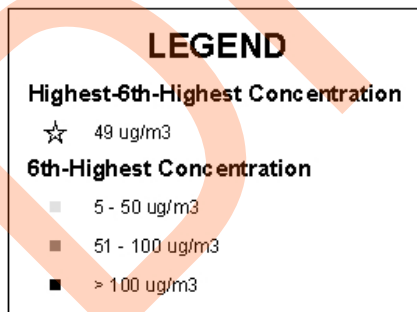 LEGEND
Highest-6th-Highest Concentration
49 ug/m3
6th-Highest Concentration
5 - 50 ug/m3
51 - 100 ug/m3
> 100 ug/m3